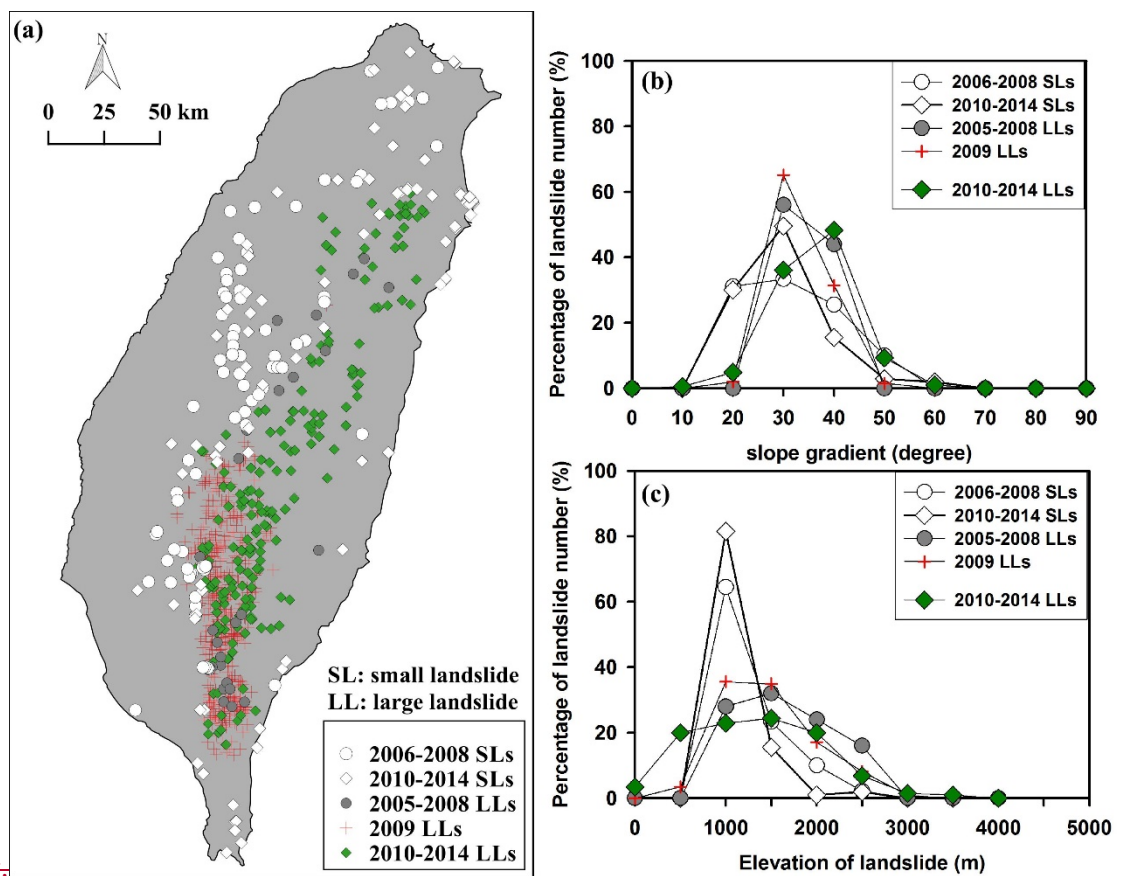 (a)
N
0 25 50 km
SL: small landslide
LL: large landslide
2006-2008 SLs
2010-2014 SLs
2005-2008 LLs
2009 LLs
2010-2014 LLs
(b)
Percentage of landslide number (%)
100
80
60
40
20
0
2006-2008 SLs
2010-2014 SLs
2005-2008 LLs
2009 LLs
2010-2014 LLs
0 10 20 30 40 50 60 70 80 90
slope gradient (degree)
(c)
Percentage of landslide number (%)
100
80
60
40
20
0
2006-2008 SLs
2010-2014 SLs
2005-2008 LLs
2009 LLs
2010-2014 LLs
0 1000 2000 3000 4000 5000
Elevation of landslide (m)